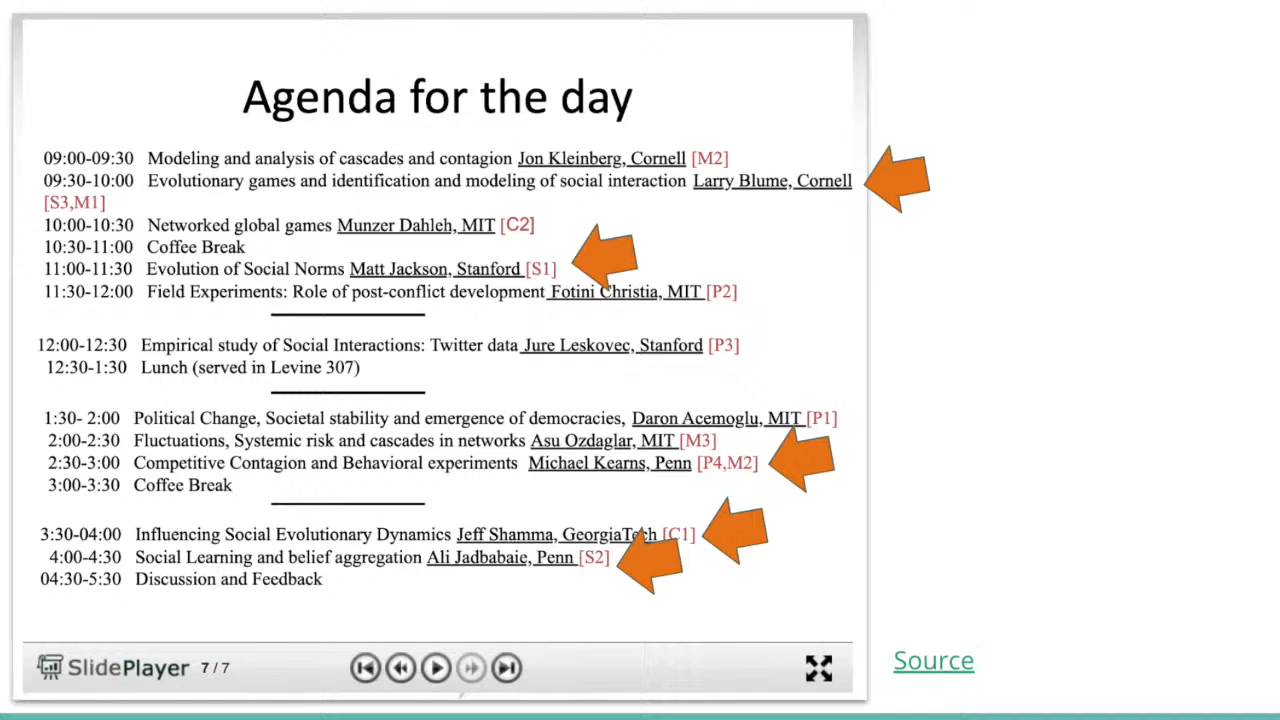 Agenda for the day
09:00-09:30 Modeling and analysis of cascades and contagion Jon Kleinberg, Cornell [M2]
09:30-10:00 Evolutionary games and identification and modeling of social interaction Larry Blume, Cornell
[S3,M1]
10:00-10:30 Networked global games Munzer Dahleh, MIT [C2]
10:30-11:00 Coffee Break
11:00-11:30 Evolution of Social Norms Matt Jackson, Stanford [S1]
11:30-12:00 Field Experiments: Role of post-conflict development Fotini Christia, MIT [P2]
12:00-12:30 Empirical study of Social Interactions: Twitter data Jure Leskovec, Stanford [P3]
12:30-1:30 Lunch (served in Levine 307)
1:30- 2:00 Political Change, Societal stability and emergence of democracies, Daron Acemoglu, MIT [P1]
2:00-2:30 Fluctuations, Systemic risk and cascades in networks Asu Ozdaglar, MIT [M3]
2:30-3:00 Competitive Contagion and Behavioral experiments Michael Kearns, Penn [P4,M2]
3:00-3:30 Coffee Break
3:30-04:00 Influencing Social Evolutionary Dynamics Jeff Shamma, GeorgiaTech [C1]
4:00-4:30 Social Learning and belief aggregation Ali Jadbabaie, Penn [S2]
04:30-5:30 Discussion and Feedback
SlidePlayer 7 / 7
Source